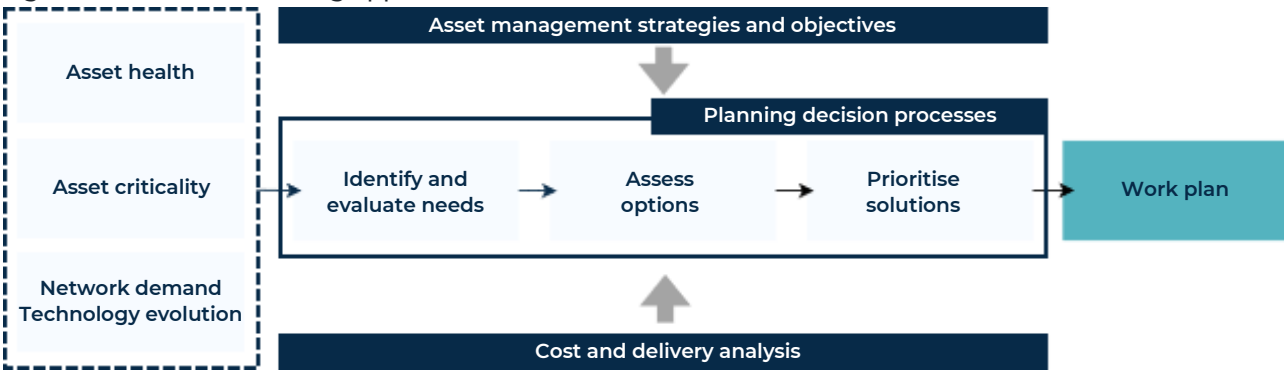 Asset management strategies and objectives
Asset health
Asset criticality
Network demand
Technology evolution
Planning decision processes
Identify and
evaluate needs
Assess
options
Prioritise
solutions
Work plan
Cost and delivery analysis